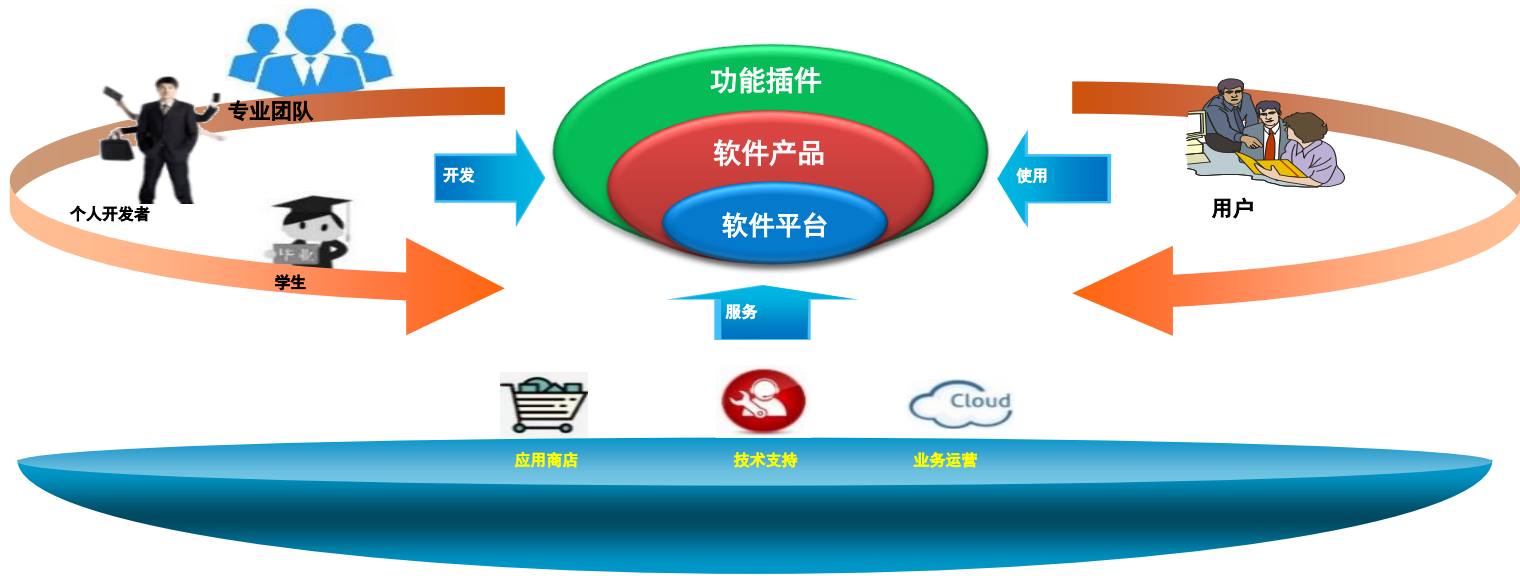 专业团队
功能插件
软件产品
开发
使用
个人开发者
用户
软件平台
毕业
学生
服务
Cloud
应用商店
技术支持
业务运营